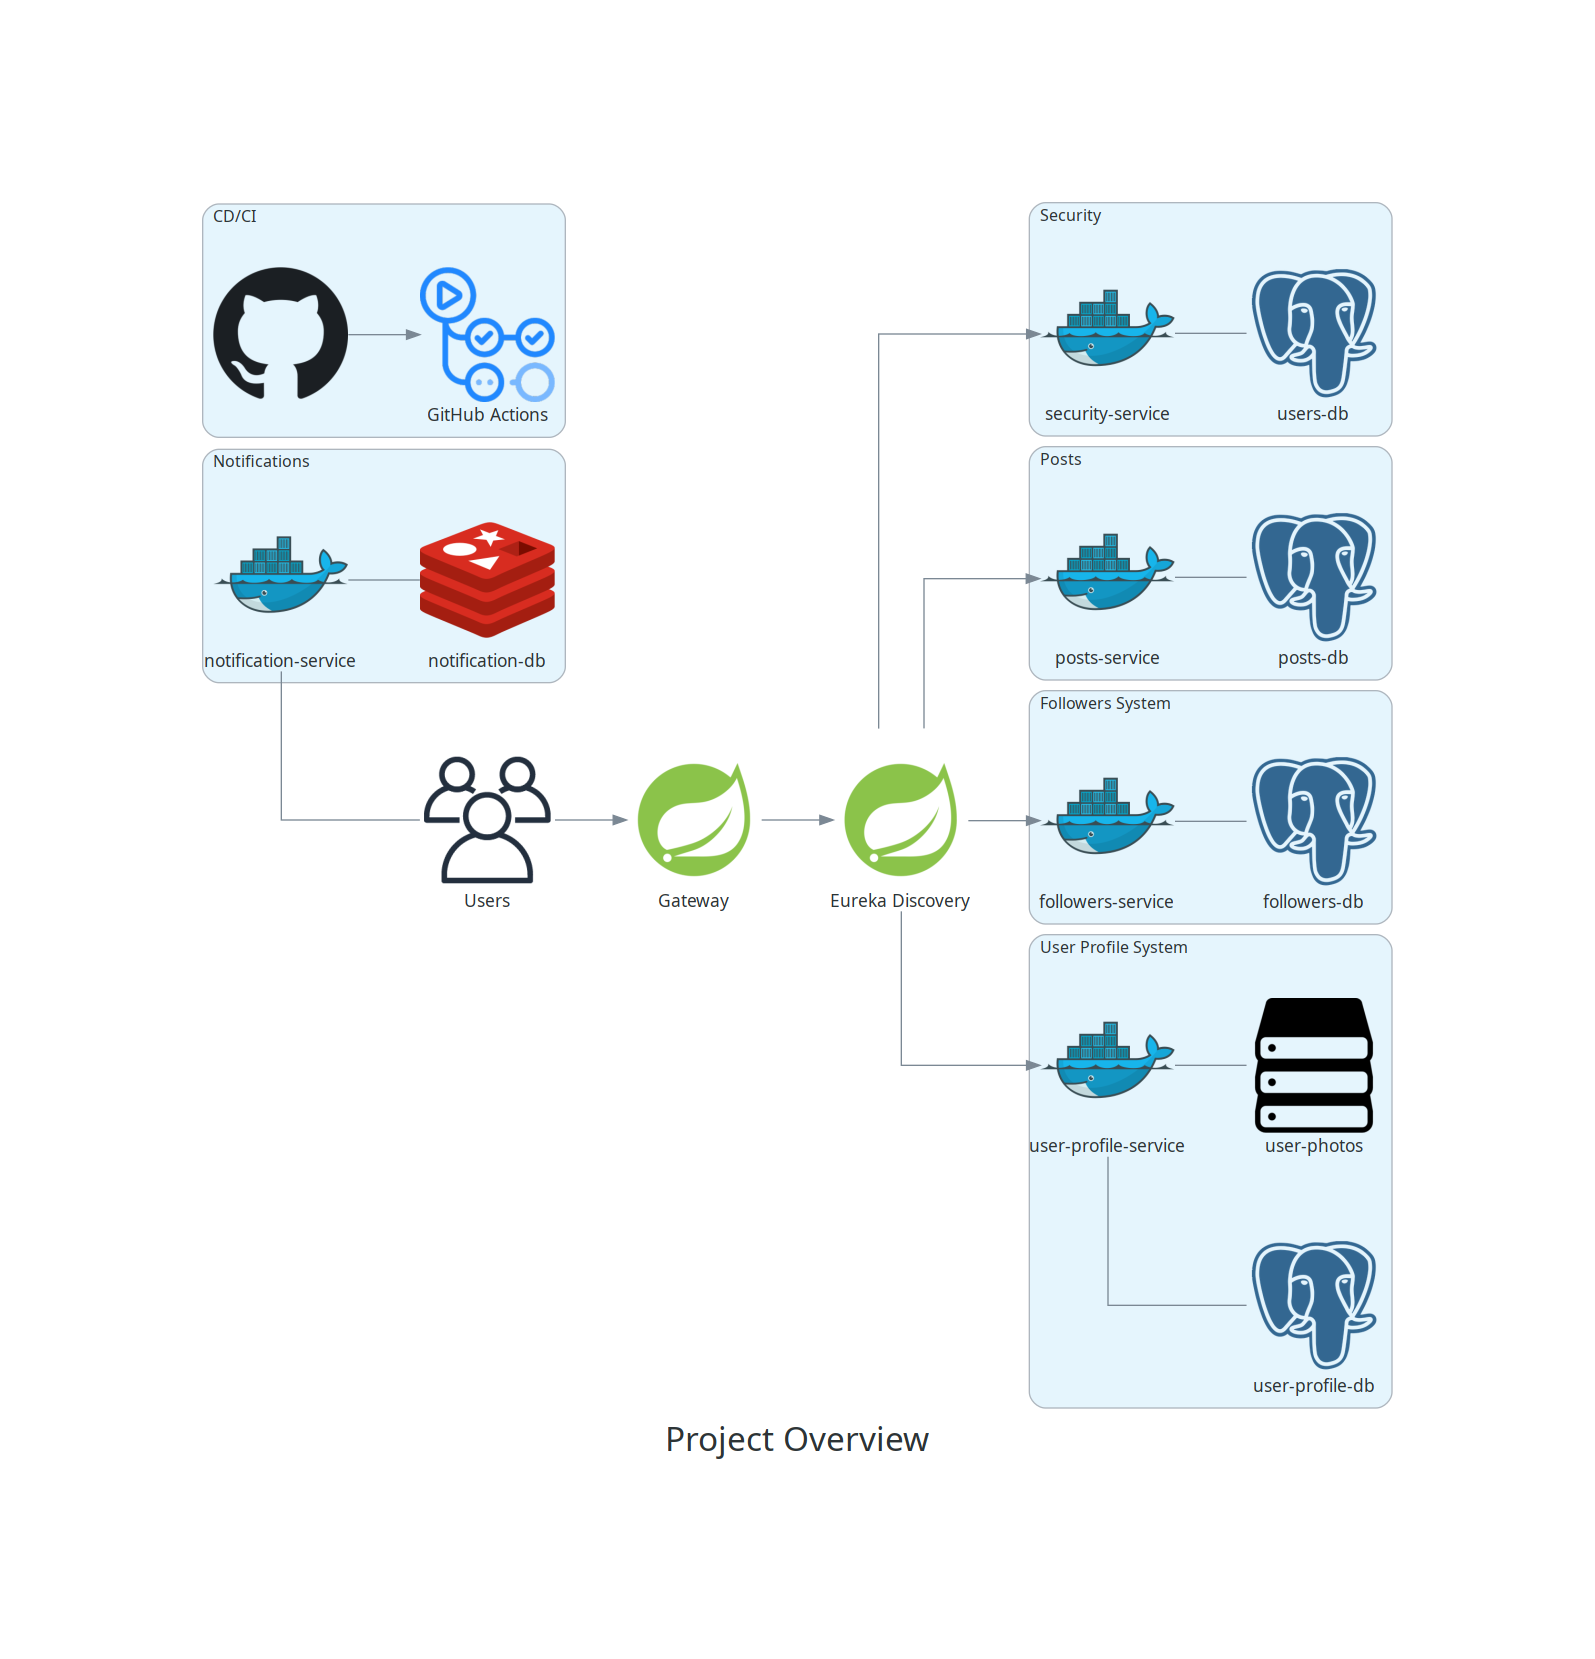 CD/CI
GitHub Actions
Notifications
notification-service
notification-db
Users
Gateway
Eureka Discovery
Security
security-service
users-db
Posts
posts-service
posts-db
Followers System
followers-service
followers-db
User Profile System
user-profile-service
user-photos
user-profile-db
Project Overview